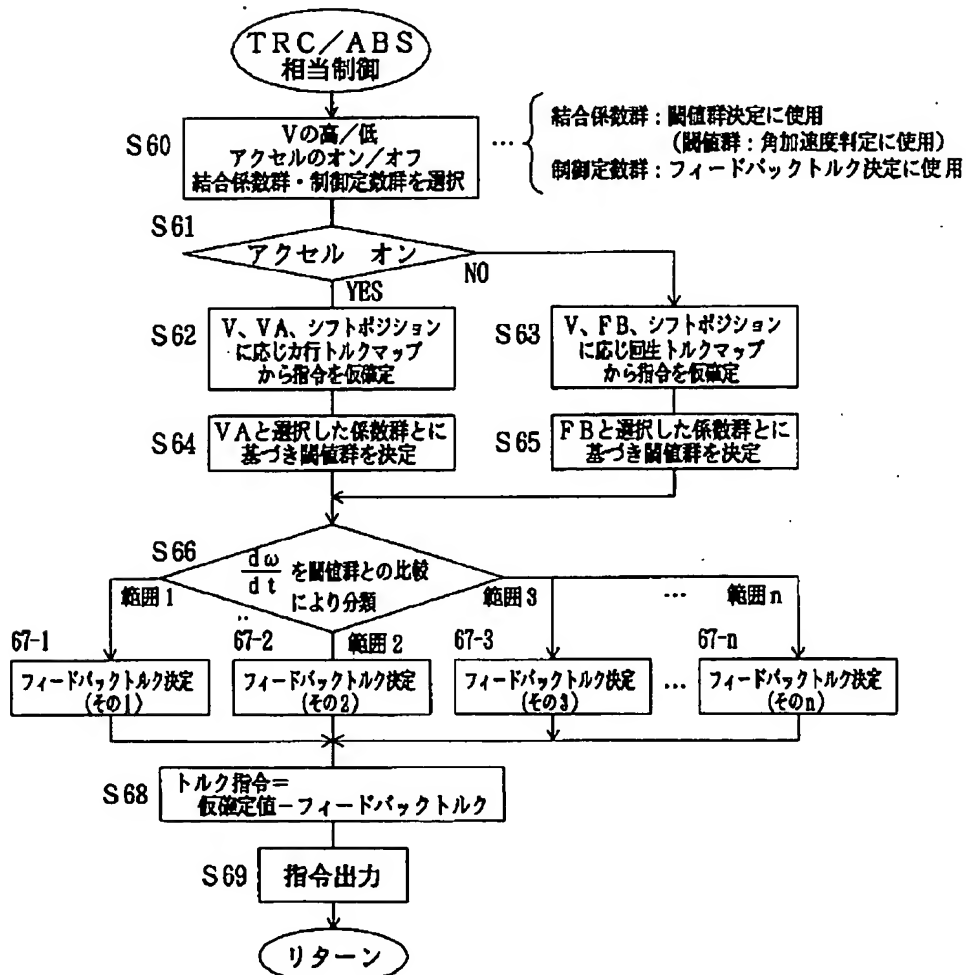 TRC/ABS
相当制御
S60
Vの高/低
アクセルのオン/オフ
結合係数群・制御定数群を選択
…
結合係数群:閾値群決定に使用
(閾値群:角加速度判定に使用)
制御定数群:フィードバックトルク決定に使用
S61
アクセル オン
NO
YES
S62
V、VA、シフトポジション
に応じ力行トルクマップ
から指令を仮確定
S63
V、FB、シフトポジション
に応じ回生トルクマップ
から指令を仮確定
S64
VAと選択した係数群とに
基づき閾値群を決定
S65
FBと選択した係数群とに
基づき閾値群を決定
S66
dω
dt
を閾値群との比較
により分類
範囲1
範囲2
範囲3
…
範囲n
67-1
フィードバックトルク決定
(その1)
67-2
フィードバックトルク決定
(その2)
67-3
フィードバックトルク決定
(その3)
…
67-n
フィードバックトルク決定
(そのn)
S68
トルク指令=
仮確定値-フィードバックトルク
S69
指令出力
リターン